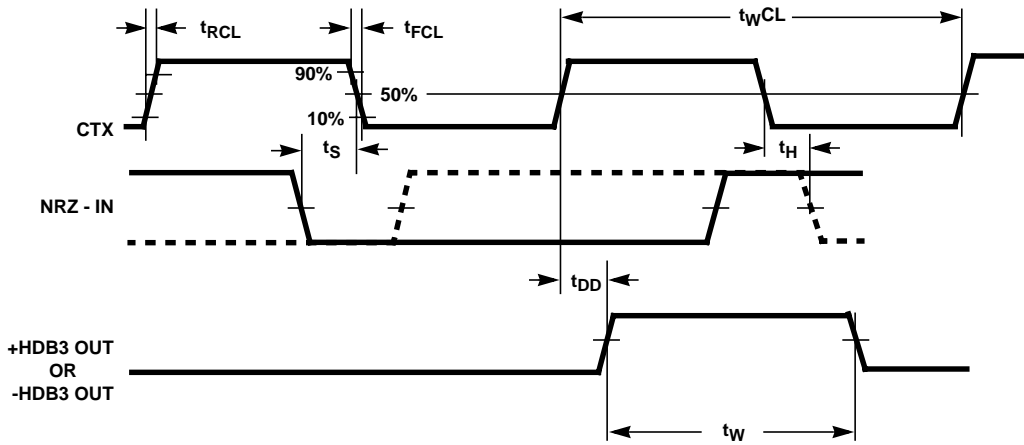 tRCL
tFCL
tWCL
90%
50%
10%
CTX
tS
tH
NRZ - IN
tDD
+HDB3 OUT
OR
-HDB3 OUT
tW